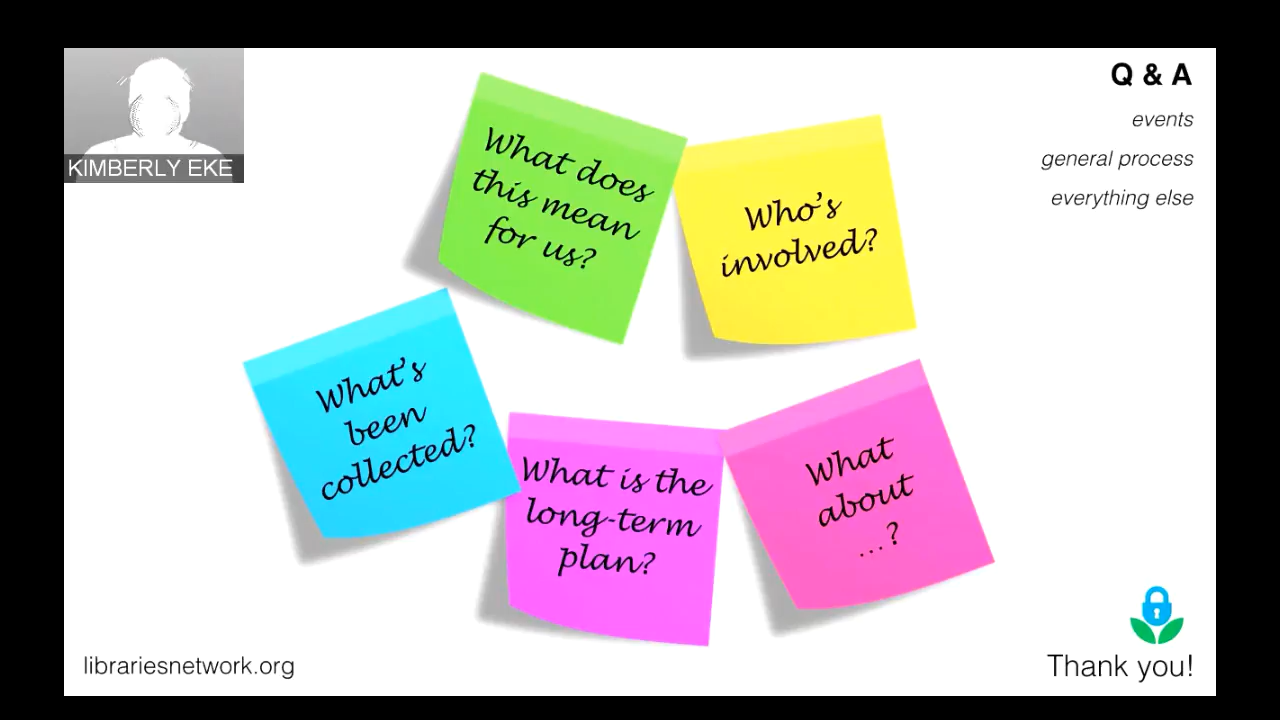 KIMBERLY EKE
Q & A
events
general process
everything else
What does
this mean
for us?
Who's
involved?
What's
been
collected?
What is the
long-term
plan?
What
about
...?
librariesnetwork.org
Thank you!